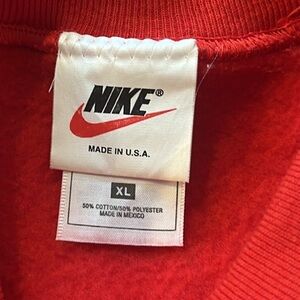 NIKE®
MADE IN U.S.A.
XL
50% COTTON/50% POLYESTER
MADE IN MEXICO